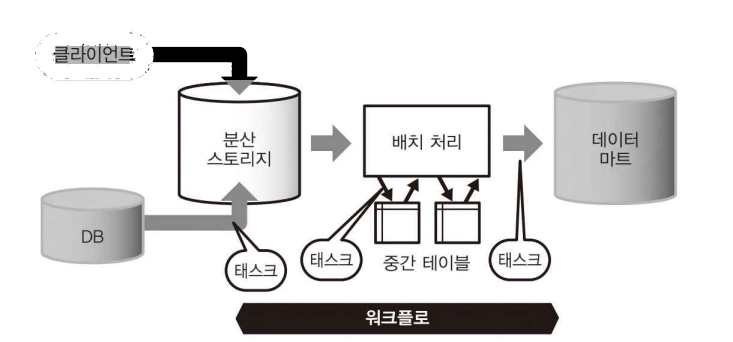 클라이언트
분산
스토리지
배치 처리
데이터
마트
DB
태스크
태스크
중간 테이블
태스크
워크플로